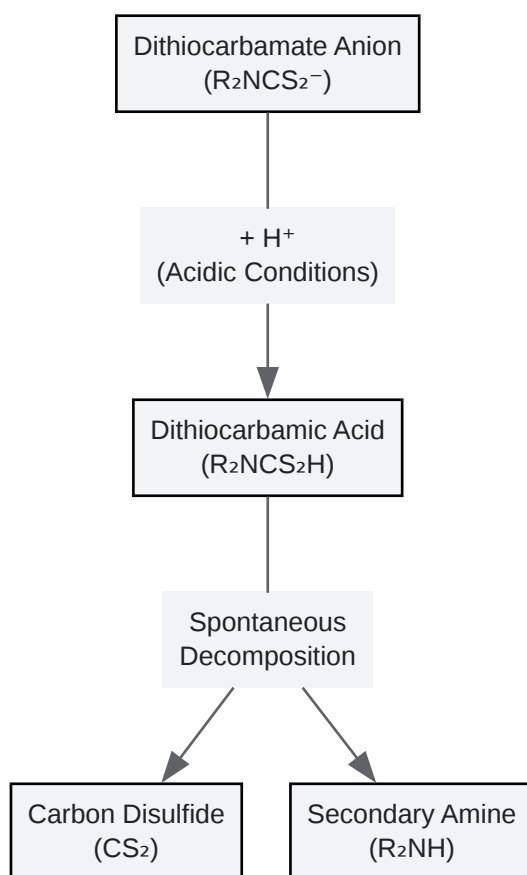 Dithiocarbamate Anion
(R₂NCS₂⁻)
+ H⁺
(Acidic Conditions)
Dithiocarbamic Acid
(R₂NCS₂H)
Spontaneous
Decomposition
Carbon Disulfide
(CS₂)
Secondary Amine
(R₂NH)